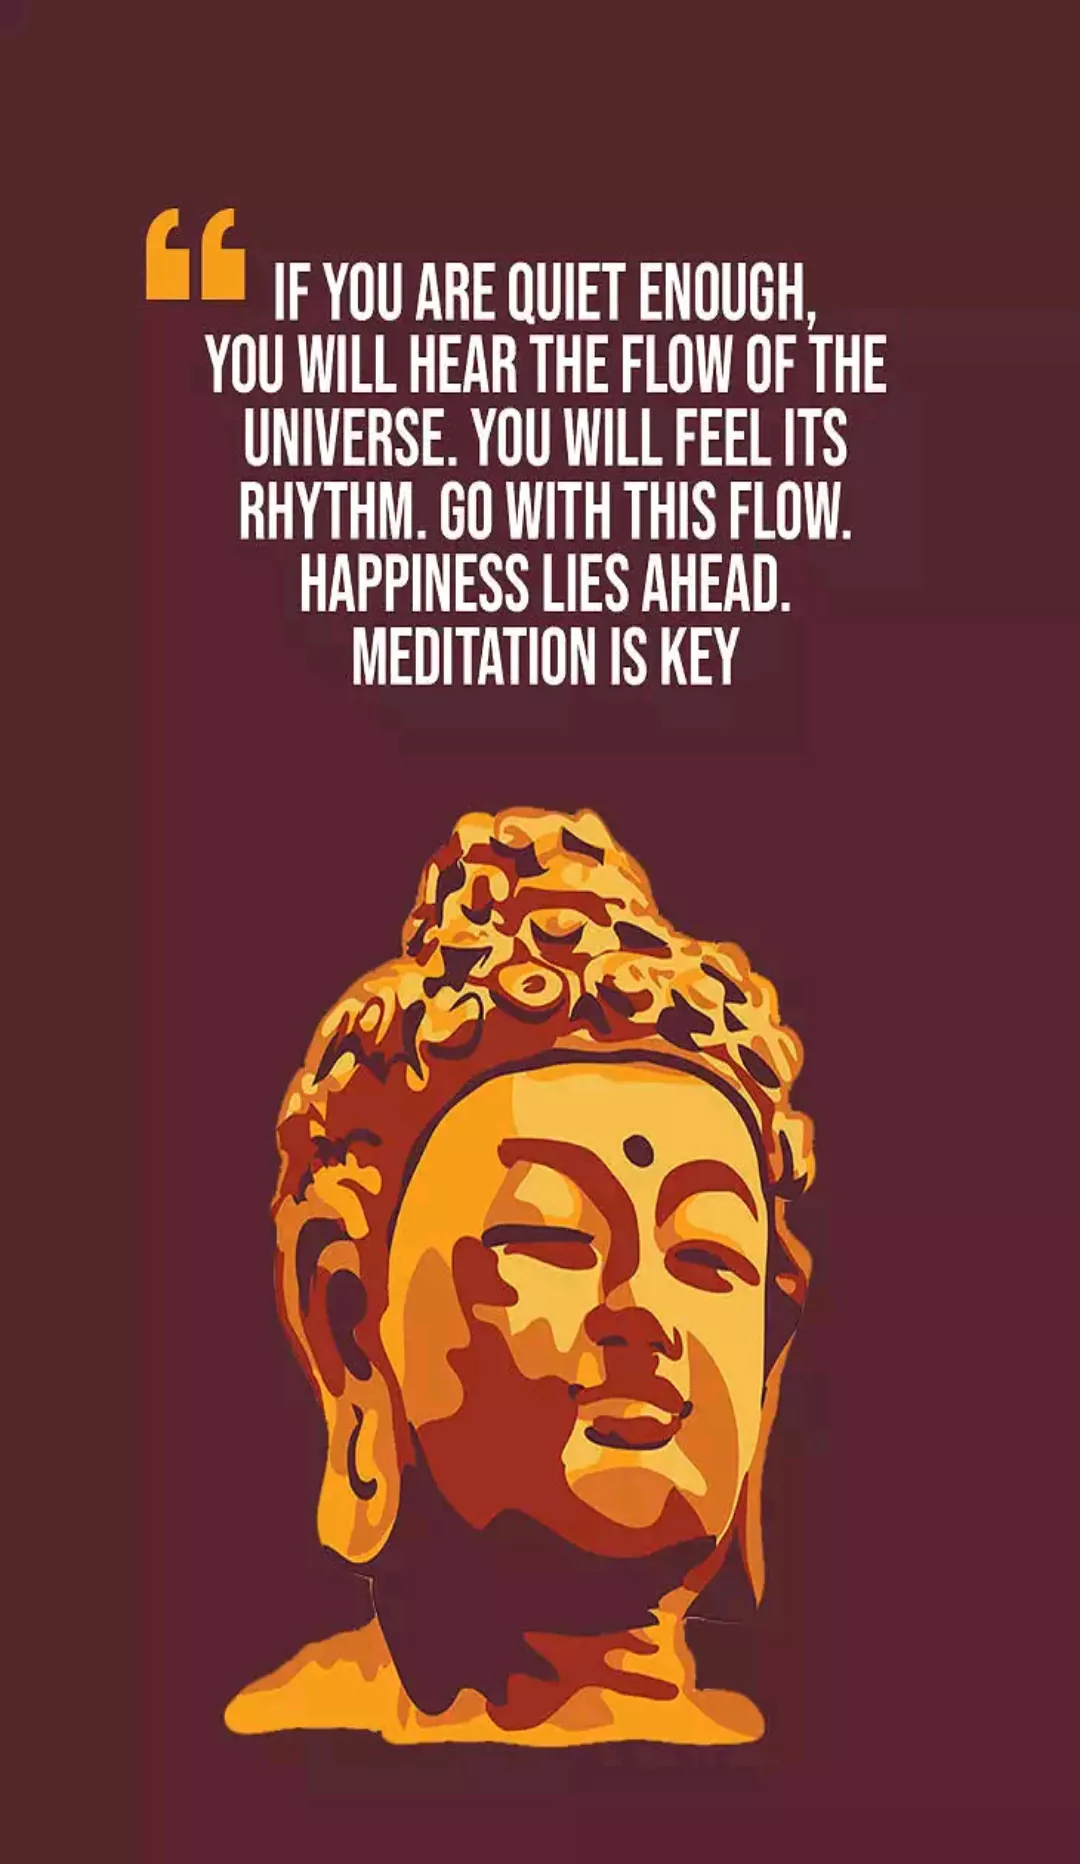 “ IF YOU ARE QUIET ENOUGH,
YOU WILL HEAR THE FLOW OF THE
UNIVERSE. YOU WILL FEEL ITS
RHYTHM. GO WITH THIS FLOW.
HAPPINESS LIES AHEAD.
MEDITATION IS KEY